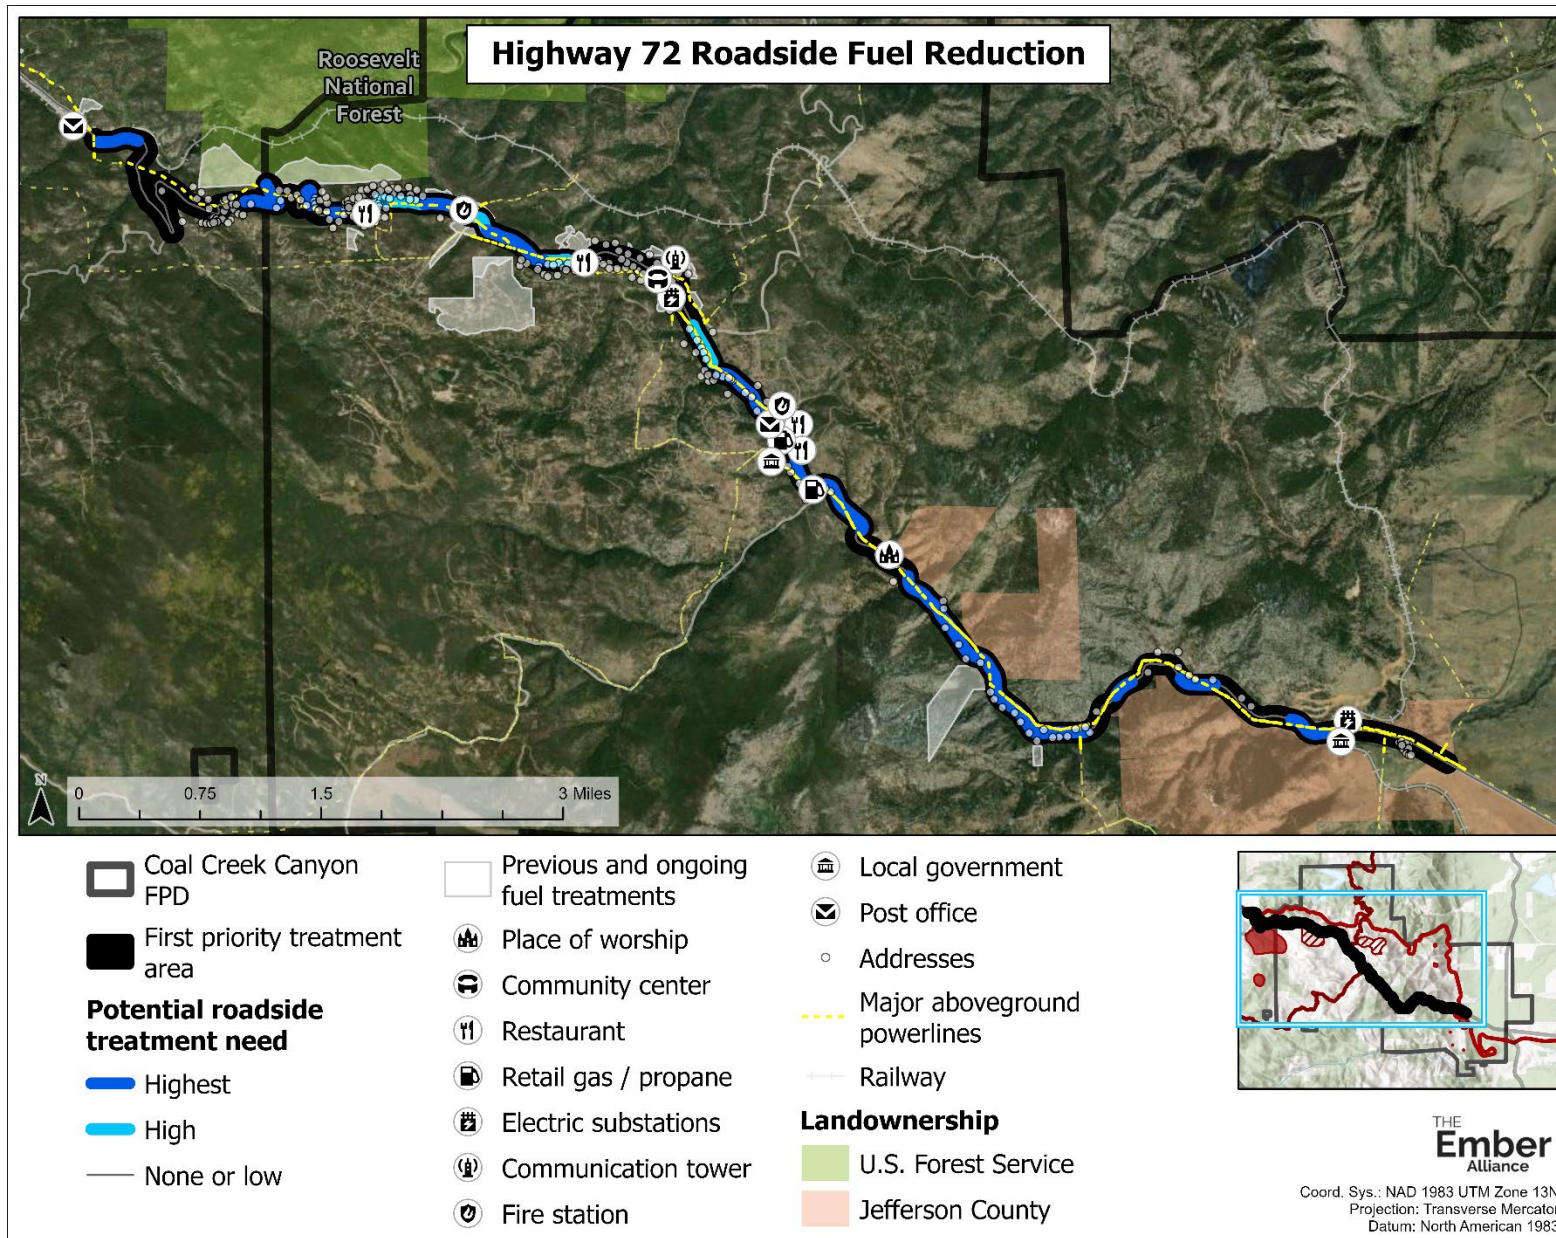 Highway 72 Roadside Fuel Reduction
Roosevelt
National
Forest
N
0 0.75 1.5 3 Miles
Coal Creek Canyon
FPD
First priority treatment
area
Potential roadside
treatment need
Highest
High
None or low
Previous and ongoing
fuel treatments
Place of worship
Community center
Restaurant
Retail gas / propane
Electric substations
Communication tower
Fire station
Local government
Post office
Addresses
Major aboveground
powerlines
Railway
Landownership
U.S. Forest Service
Jefferson County
THE
Ember
Alliance
Coord. Sys.: NAD 1983 UTM Zone 13N
Projection: Transverse Mercator
Datum: North American 1983